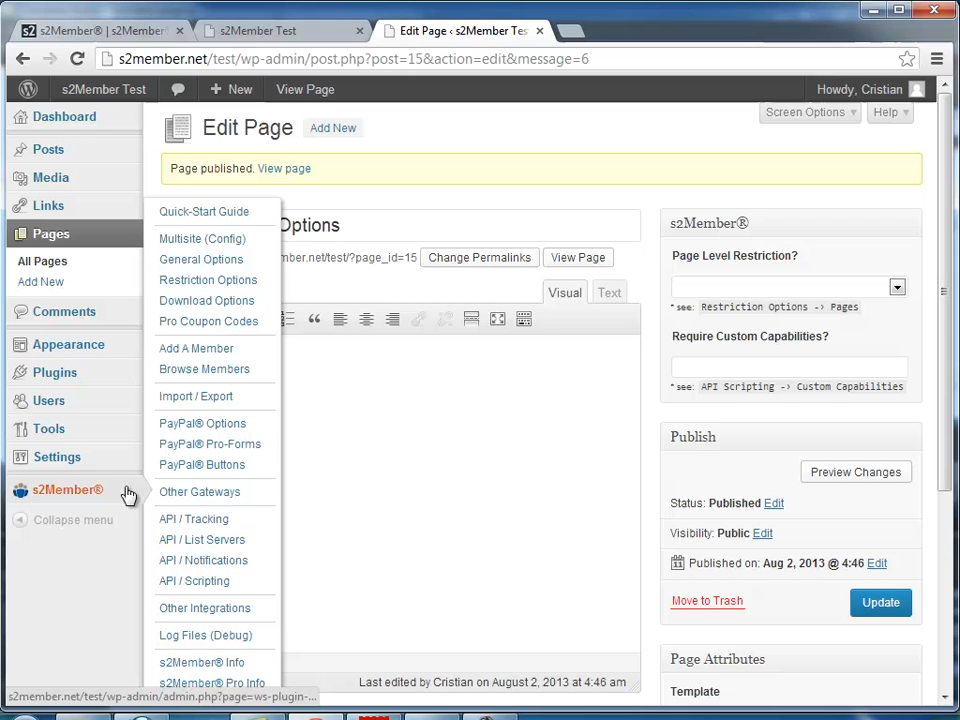 s2 s2Member® | s2Member
s2Member Test
Edit Page ‹ s2Member Tes
s2member.net/test/wp-admin/post.php?post=15&action=edit&message=6
s2Member Test
New
View Page
Howdy, Cristian
Dashboard
Posts
Media
Links
Pages
All Pages
Add New
Comments
Appearance
Plugins
Users
Tools
Settings
s2Member®
Collapse menu
Screen Options
Help
Edit Page
Add New
Page published. View page
Quick-Start Guide
Multisite (Config)
General Options
Restriction Options
Download Options
Pro Coupon Codes
Add A Member
Browse Members
Import / Export
PayPal® Options
PayPal® Pro-Forms
PayPal® Buttons
Other Gateways
API / Tracking
API / List Servers
API / Notifications
API / Scripting
Other Integrations
Log Files (Debug)
s2Member® Info
s2Member® Pro Info
Options
mber.net/test/?page_id=15
Change Permalinks
View Page
Visual
Text
Last edited by Cristian on August 2, 2013 at 4:46 am
s2Member®
Page Level Restriction?
* see: Restriction Options -> Pages
Require Custom Capabilities?
* see: API Scripting -> Custom Capabilities
Publish
Preview Changes
Status: Published Edit
Visibility: Public Edit
Published on: Aug 2, 2013 @ 4:46 Edit
Move to Trash
Update
Page Attributes
Template
s2member.net/test/wp-admin/admin.php?page=ws-plugin-...